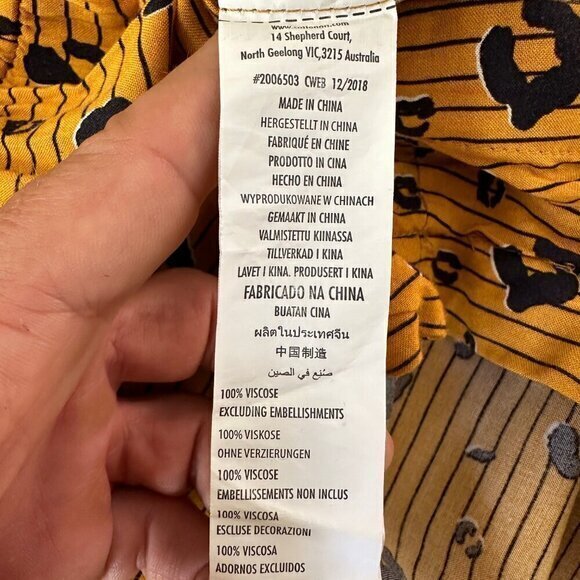 14 Shepherd Court,
North Geelong VIC,3215 Australia
#2006503 CWEB 12/2018
MADE IN CHINA
HERGESTELLT IN CHINA
FABRIQUÉ EN CHINE
PRODOTTO IN CINA
HECHO EN CHINA
WYPRODUKOWANE W CHINACH
GEMAAKT IN CHINA
VALMISTETTU KIINASSA
TILLVERKAD I KINA
LAVET I KINA. PRODUSERT I KINA
FABRICADO NA CHINA
BUATAN CINA
ผลิตในประเทศจีน
中国制造
صُنِع في الصين
100% VISCOSE
EXCLUDING EMBELLISHMENTS
100% VISKOSE
OHNE VERZIERUNGEN
100% VISCOSE
EMBELLISSEMENTS NON INCLUS
100% VISCOSA
ESCLUSE DECORAZIONI
100% VISCOSA
ADORNOS EXCLUIDOS